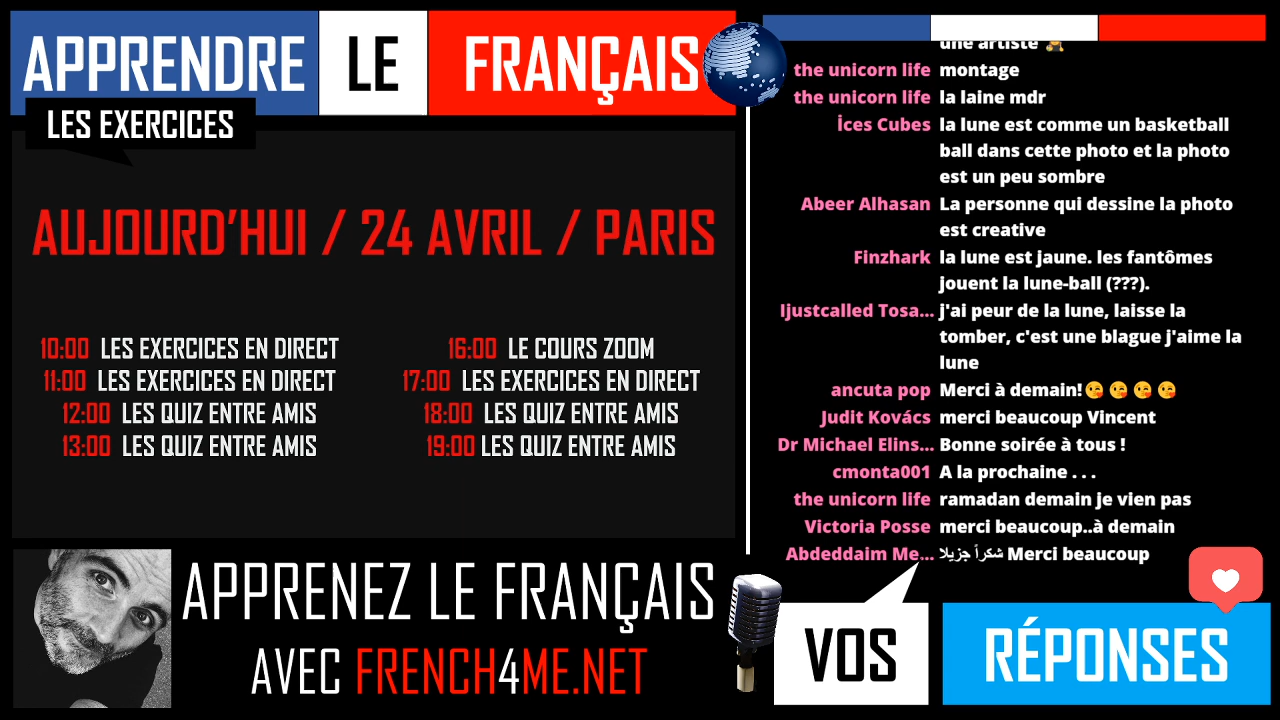 APPRENDRE LE FRANÇAIS
LES EXERCICES
AUJOURD'HUI / 24 AVRIL / PARIS
10:00 LES EXERCICES EN DIRECT
11:00 LES EXERCICES EN DIRECT
12:00 LES QUIZ ENTRE AMIS
13:00 LES QUIZ ENTRE AMIS
16:00 LE COURS ZOOM
17:00 LES EXERCICES EN DIRECT
18:00 LES QUIZ ENTRE AMIS
19:00 LES QUIZ ENTRE AMIS
APPRENEZ LE FRANÇAIS
AVEC FRENCH4ME.NET
une artiste
the unicorn life montage
the unicorn life la laine mdr
İces Cubes la lune est comme un basketball
ball dans cette photo et la photo
est un peu sombre
Abeer Alhasan La personne qui dessine la photo
est creative
Finzhark la lune est jaune. les fantômes
jouent la lune-ball (???).
Ijustcalled Tosa... j'ai peur de la lune, laisse la
tomber, c'est une blague j'aime la
lune
ancuta pop Merci à demain! 😘 😘 😘 😘
Judit Kovács merci beaucoup Vincent
Dr Michael Elins... Bonne soirée à tous !
cmonta001 A la prochaine . . .
the unicorn life ramadan demain je vien pas
Victoria Posse merci beaucoup..à demain
Abdeddaim Me... شكراً جزيلا Merci beaucoup
VOS RÉPONSES